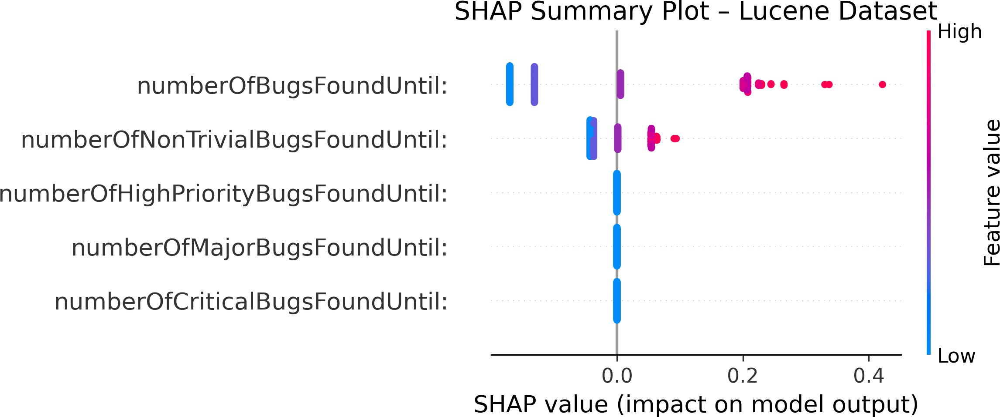 SHAP Summary Plot – Lucene Dataset
High
numberOfBugsFoundUntil:
numberOfNonTrivialBugsFoundUntil:
numberOfHighPriorityBugsFoundUntil:
numberOfMajorBugsFoundUntil:
numberOfCriticalBugsFoundUntil:
Feature value
Low
0.0 0.2 0.4
SHAP value (impact on model output)